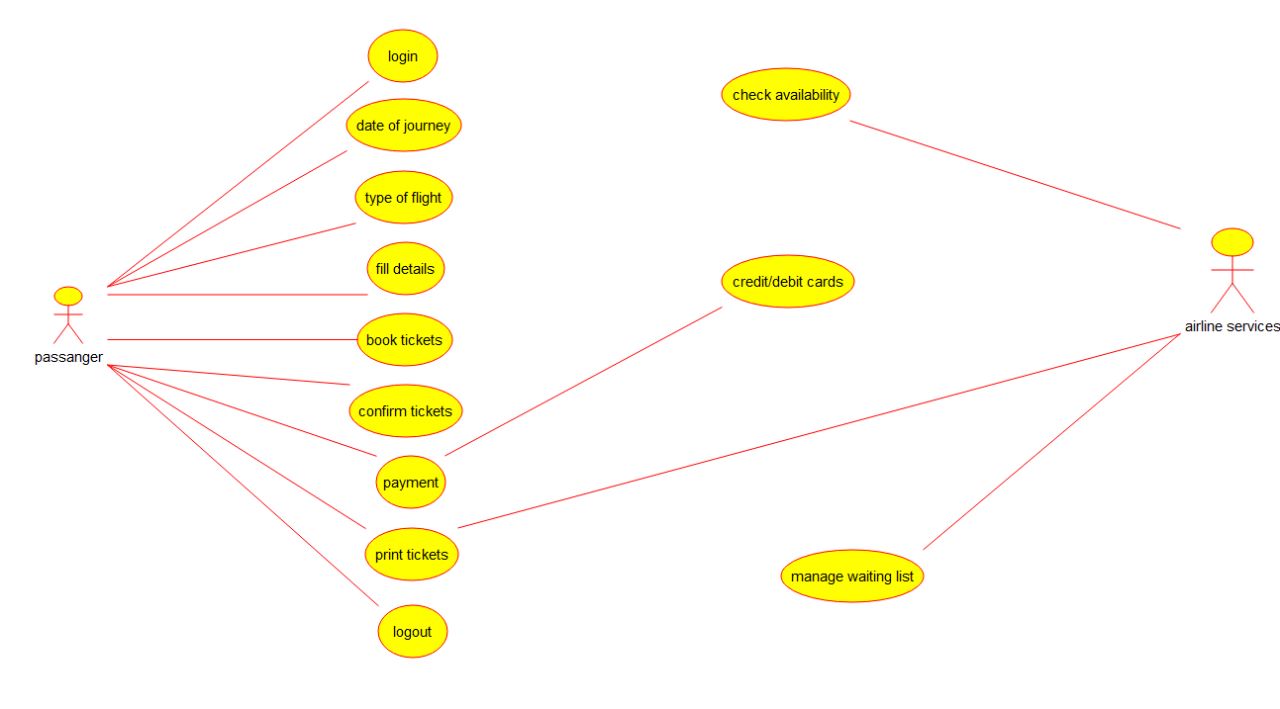 login
date of journey
type of flight
fill details
book tickets
confirm tickets
payment
print tickets
logout
passanger
check availability
credit/debit cards
manage waiting list
airline services